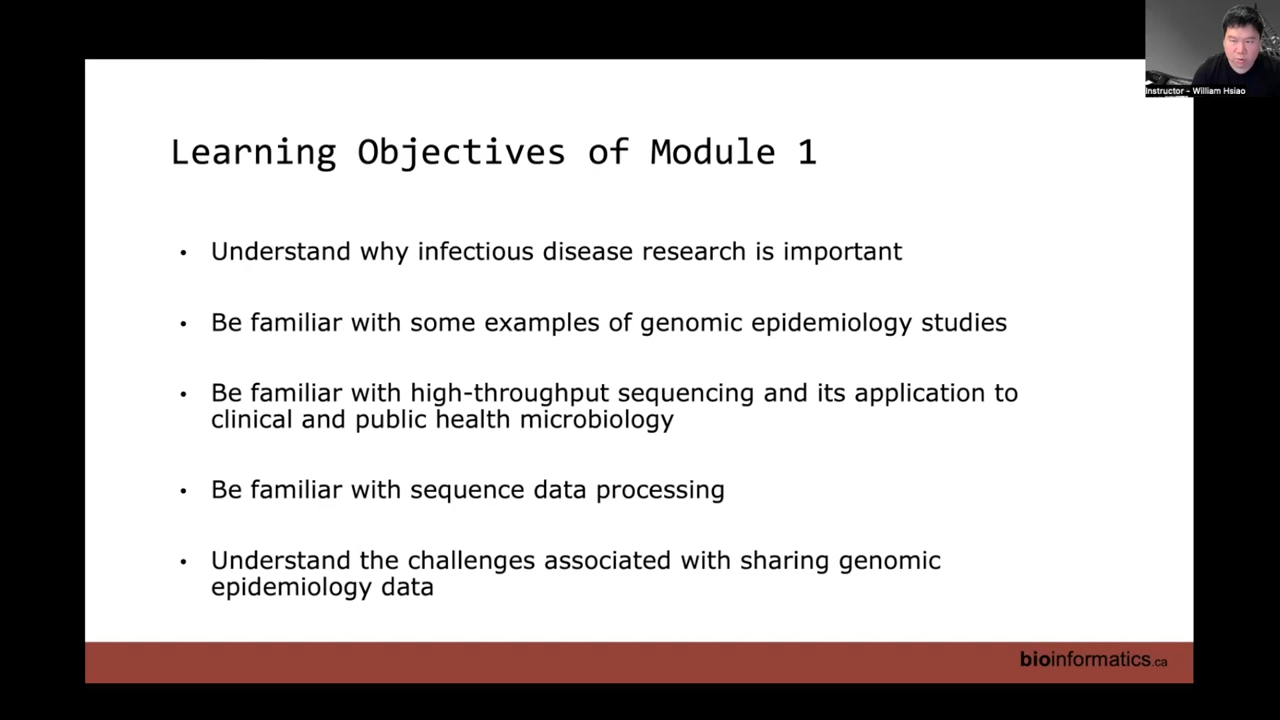 Instructor - William Hsiao
Learning Objectives of Module 1
• Understand why infectious disease research is important
• Be familiar with some examples of genomic epidemiology studies
• Be familiar with high-throughput sequencing and its application to
clinical and public health microbiology
• Be familiar with sequence data processing
• Understand the challenges associated with sharing genomic
epidemiology data
bioinformatics.ca